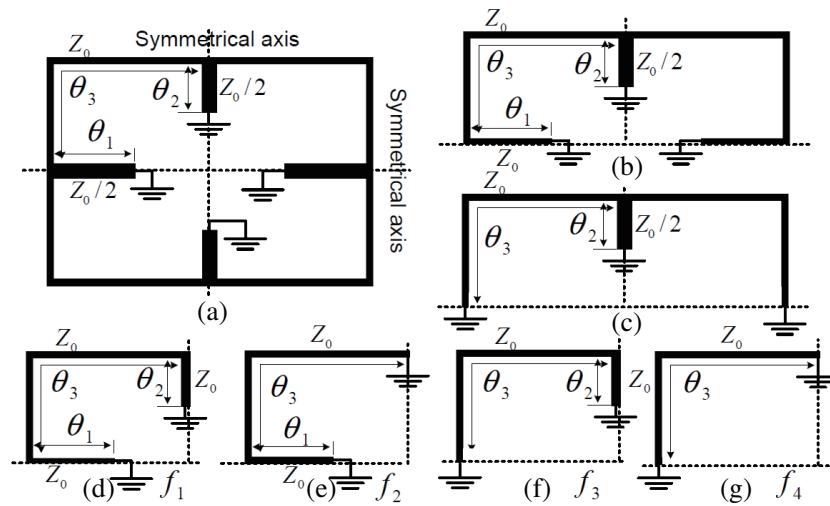 Z₀ Symmetrical axis
θ₃ θ₂ Z₀/2
θ₁
Z₀/2
Symmetrical axis
(a)
Z₀
θ₃ θ₂ Z₀/2
θ₁
Z₀ (b)
Z₀
θ₃ θ₂ Z₀/2
(c)
Z₀
θ₃ θ₂ Z₀
θ₁
Z₀ (d) f₁
Z₀
θ₃
θ₁
Z₀ (e) f₂
Z₀
θ₃ θ₂ Z₀
(f) f₃
Z₀
θ₃
(g) f₄